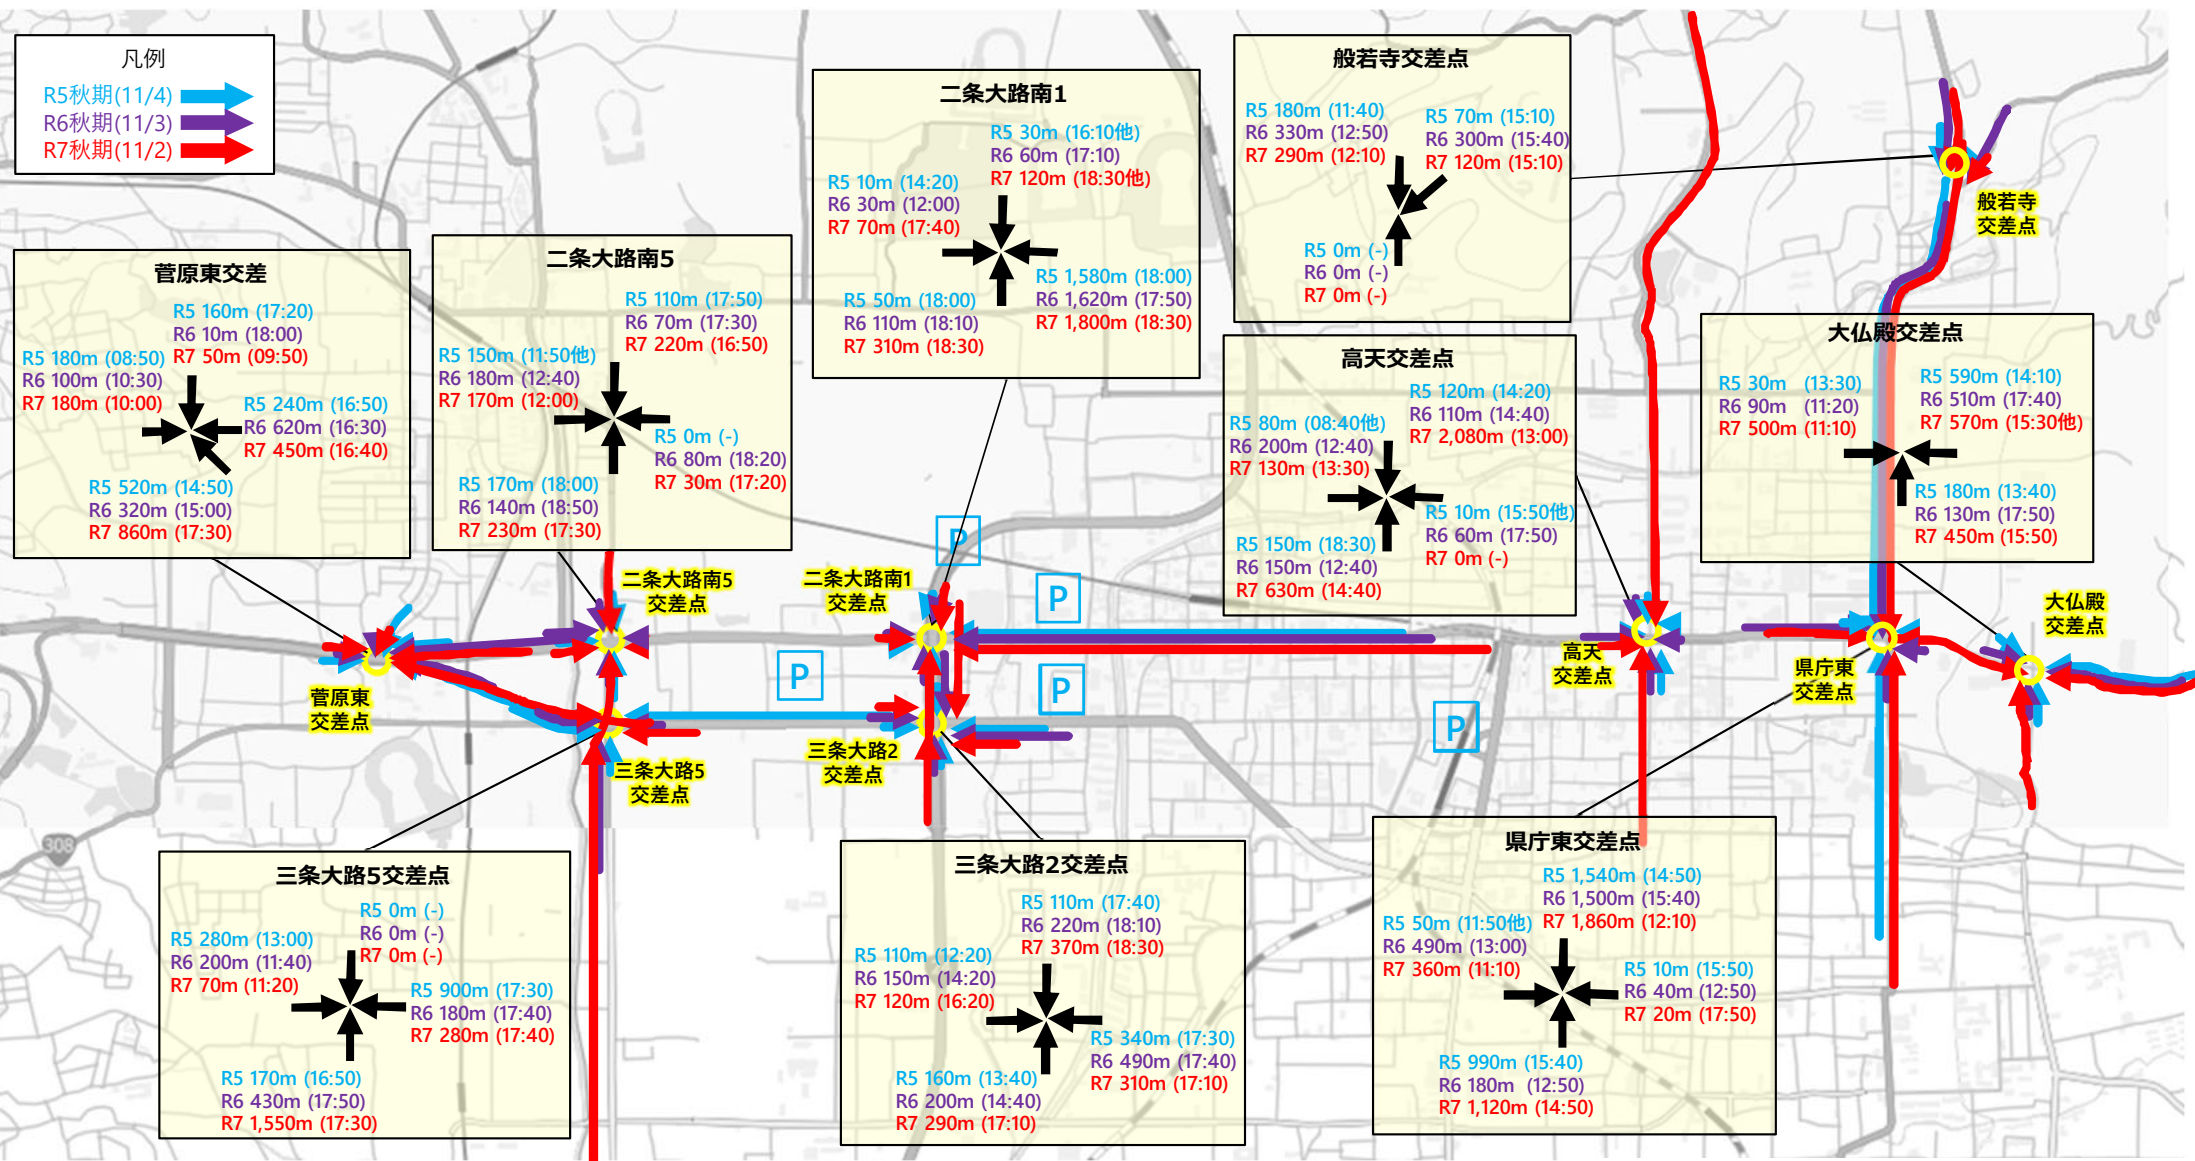 凡例
R5秋期(11/4)
R6秋期(11/3)
R7秋期(11/2)
菅原東交差
R5 160m (17:20)
R6 10m (18:00)
R7 50m (09:50)
R5 180m (08:50)
R6 100m (10:30)
R7 180m (10:00)
R5 240m (16:50)
R6 620m (16:30)
R7 450m (16:40)
R5 520m (14:50)
R6 320m (15:00)
R7 860m (17:30)
二条大路南5
R5 110m (17:50)
R6 70m (17:30)
R7 220m (16:50)
R5 150m (11:50他)
R6 180m (12:40)
R7 170m (12:00)
R5 0m (-)
R6 80m (18:20)
R7 30m (17:20)
R5 170m (18:00)
R6 140m (18:50)
R7 230m (17:30)
二条大路南1
R5 30m (16:10他)
R6 60m (17:10)
R7 120m (18:30他)
R5 10m (14:20)
R6 30m (12:00)
R7 70m (17:40)
R5 1,580m (18:00)
R6 1,620m (17:50)
R7 1,800m (18:30)
R5 50m (18:00)
R6 110m (18:10)
R7 310m (18:30)
般若寺交差点
R5 180m (11:40)
R6 330m (12:50)
R7 290m (12:10)
R5 70m (15:10)
R6 300m (15:40)
R7 120m (15:10)
R5 0m (-)
R6 0m (-)
R7 0m (-)
高天交差点
R5 120m (14:20)
R6 110m (14:40)
R7 2,080m (13:00)
R5 80m (08:40他)
R6 200m (12:40)
R7 130m (13:30)
R5 10m (15:50他)
R6 60m (17:50)
R7 0m (-)
R5 150m (18:30)
R6 150m (12:40)
R7 630m (14:40)
大仏殿交差点
R5 30m (13:30)
R6 90m (11:20)
R7 500m (11:10)
R5 590m (14:10)
R6 510m (17:40)
R7 570m (15:30他)
R5 180m (13:40)
R6 130m (17:50)
R7 450m (15:50)
般若寺
交差点
二条大路南5
交差点
二条大路南1
交差点
P
P
P
P
P
菅原東
交差点
三条大路5
交差点
三条大路2
交差点
高天
交差点
県庁東
交差点
大仏殿
交差点
308
三条大路5交差点
R5 0m (-)
R6 0m (-)
R7 0m (-)
R5 280m (13:00)
R6 200m (11:40)
R7 70m (11:20)
R5 900m (17:30)
R6 180m (17:40)
R7 280m (17:40)
R5 170m (16:50)
R6 430m (17:50)
R7 1,550m (17:30)
三条大路2交差点
R5 110m (17:40)
R6 220m (18:10)
R7 370m (18:30)
R5 110m (12:20)
R6 150m (14:20)
R7 120m (16:20)
R5 340m (17:30)
R6 490m (17:40)
R7 310m (17:10)
R5 160m (13:40)
R6 200m (14:40)
R7 290m (17:10)
県庁東交差点
R5 1,540m (14:50)
R6 1,500m (15:40)
R7 1,860m (12:10)
R5 50m (11:50他)
R6 490m (13:00)
R7 360m (11:10)
R5 10m (15:50)
R6 40m (12:50)
R7 20m (17:50)
R5 990m (15:40)
R6 180m (12:50)
R7 1,120m (14:50)